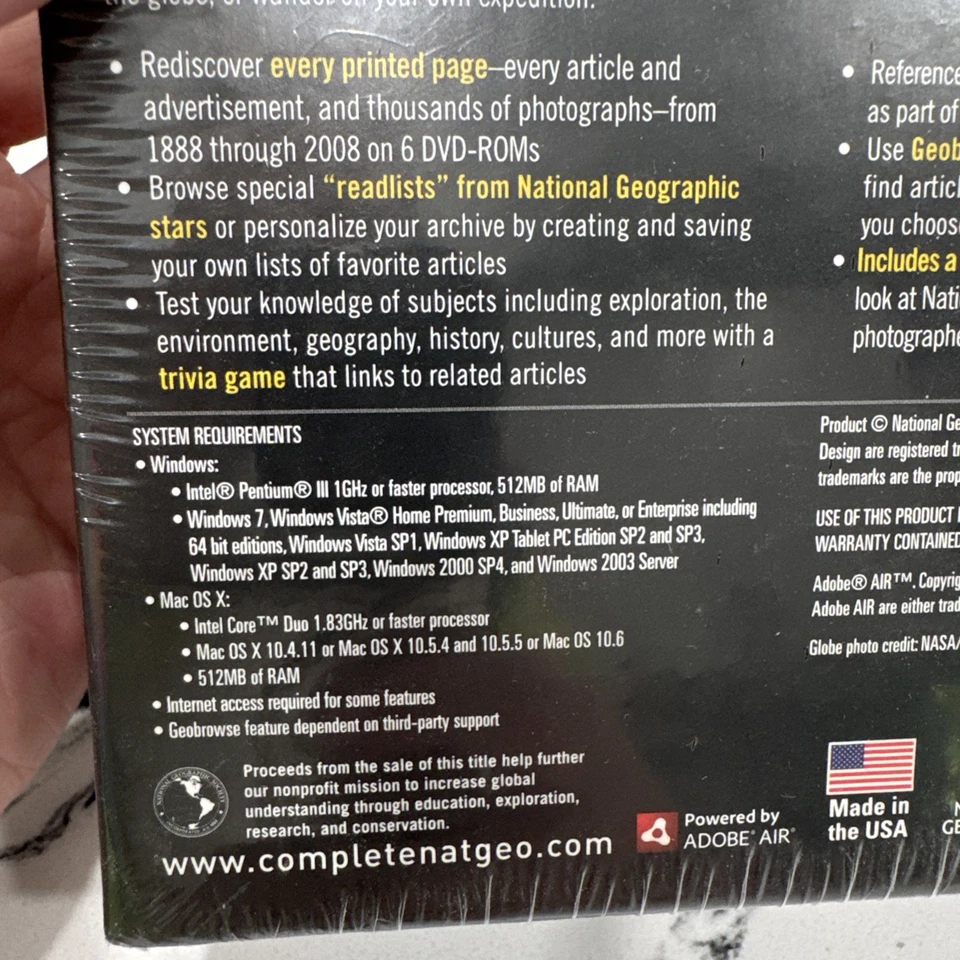 the globe, or wander on your own expedition.
• Rediscover every printed page—every article and
advertisement, and thousands of photographs—from
1888 through 2008 on 6 DVD-ROMs
• Browse special “readlists” from National Geographic
stars or personalize your archive by creating and saving
your own lists of favorite articles
• Test your knowledge of subjects including exploration, the
environment, geography, history, cultures, and more with a
trivia game that links to related articles
• Reference
as part of
• Use Geob
find artic
you choos
• Includes a
look at Nati
photographe
SYSTEM REQUIREMENTS
• Windows:
• Intel® Pentium® III 1GHz or faster processor, 512MB of RAM
• Windows 7, Windows Vista® Home Premium, Business, Ultimate, or Enterprise including
64 bit editions, Windows Vista SP1, Windows XP Tablet PC Edition SP2 and SP3,
Windows XP SP2 and SP3, Windows 2000 SP4, and Windows 2003 Server
• Mac OS X:
• Intel Core™ Duo 1.83GHz or faster processor
• Mac OS X 10.4.11 or Mac OS X 10.5.4 and 10.5.5 or Mac OS 10.6
• 512MB of RAM
• Internet access required for some features
• Geobrowse feature dependent on third-party support
Product © National Ge
Design are registered tr
trademarks are the prop
USE OF THIS PRODUCT
WARRANTY CONTAINED
Adobe® AIR™. Copyrig
Adobe AIR are either trad
Globe photo credit: NASA/
Proceeds from the sale of this title help further
our nonprofit mission to increase global
understanding through education, exploration,
research, and conservation.
www.completenatgeo.com
Powered by
ADOBE® AIR®
Made in
the USA